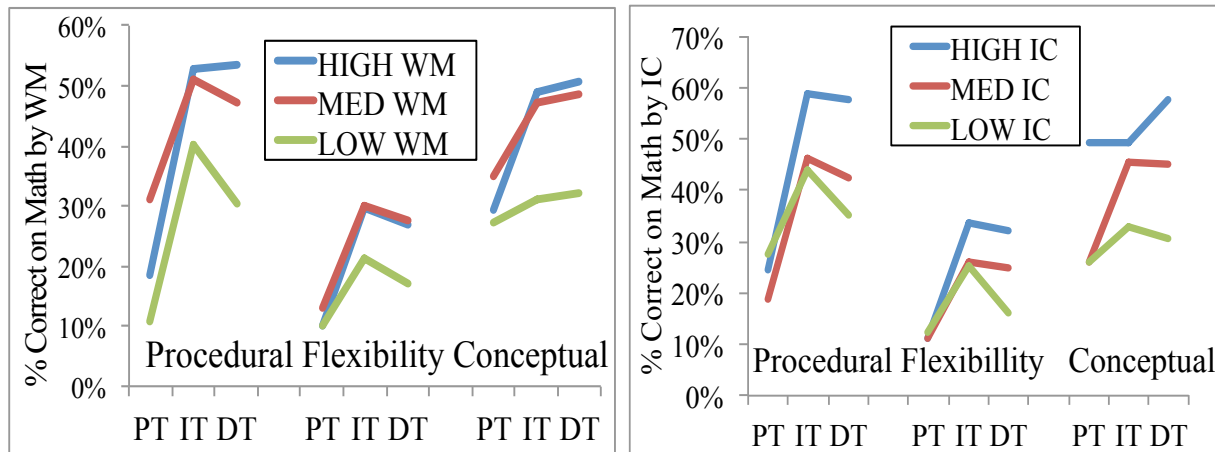 % Correct on Math by WM
60%
50%
40%
30%
20%
10%
0%
HIGH WM
MED WM
LOW WM
Procedural Flexibility Conceptual
PT IT DT PT IT DT PT IT DT
% Correct on Math by IC
70%
60%
50%
40%
30%
20%
10%
0%
HIGH IC
MED IC
LOW IC
Procedural Flexibillity Conceptual
PT IT DT PT IT DT PT IT DT